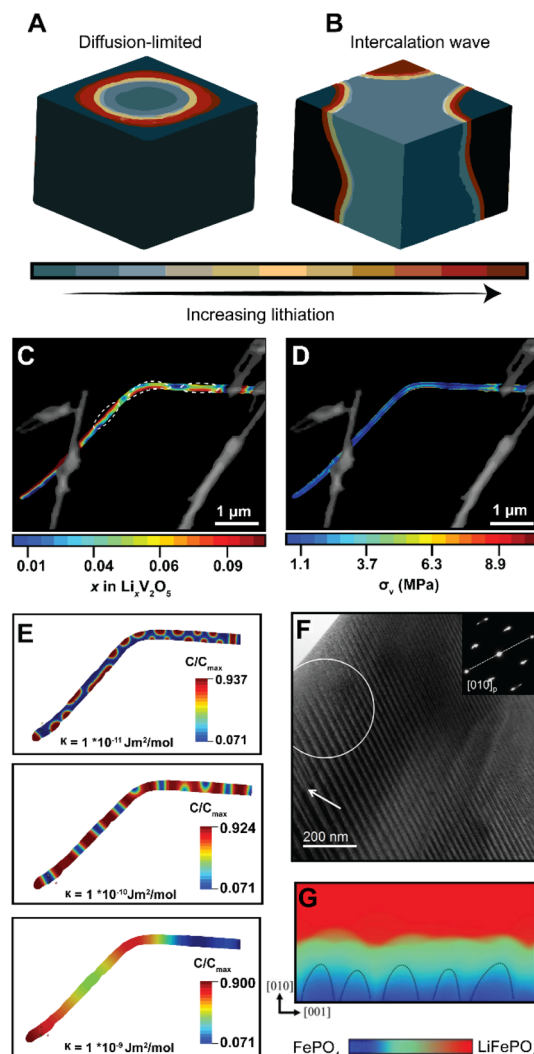 A
Diffusion-limited
B
Intercalation wave
Increasing lithiation
C
1 μm
0.01 0.04 0.06 0.09
x in LiₓV₂O₅
D
1 μm
1.1 3.7 6.3 8.9
σᵥ (MPa)
E
C/Cₘₐₓ
0.937
0.071
κ = 1 *10⁻¹¹ Jm²/mol
C/Cₘₐₓ
0.924
0.071
κ = 1 *10⁻¹⁰ Jm²/mol
C/Cₘₐₓ
0.900
0.071
κ = 1 *10⁻⁹ Jm²/mol
F
[010]ₚ
200 nm
G
[010]
[001]
FePO₄ LiFePO₄